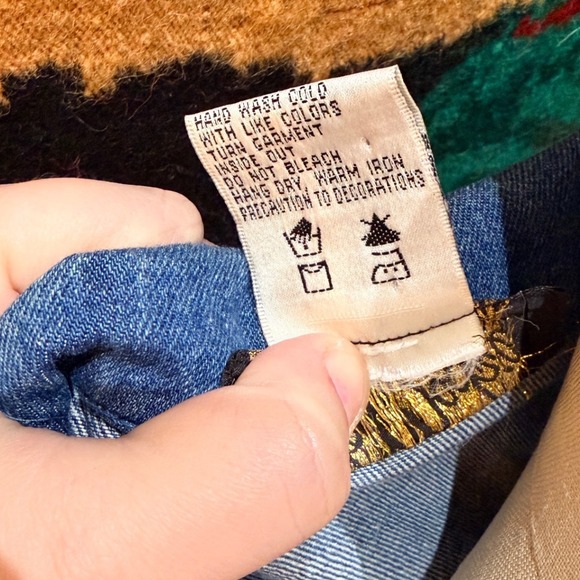 HAND WASH COLD
WITH LIKE COLORS
TURN GARMENT
INSIDE OUT
DO NOT BLEACH
HANG DRY, WARM IRON
PRECAUTION TO DECORATIONS